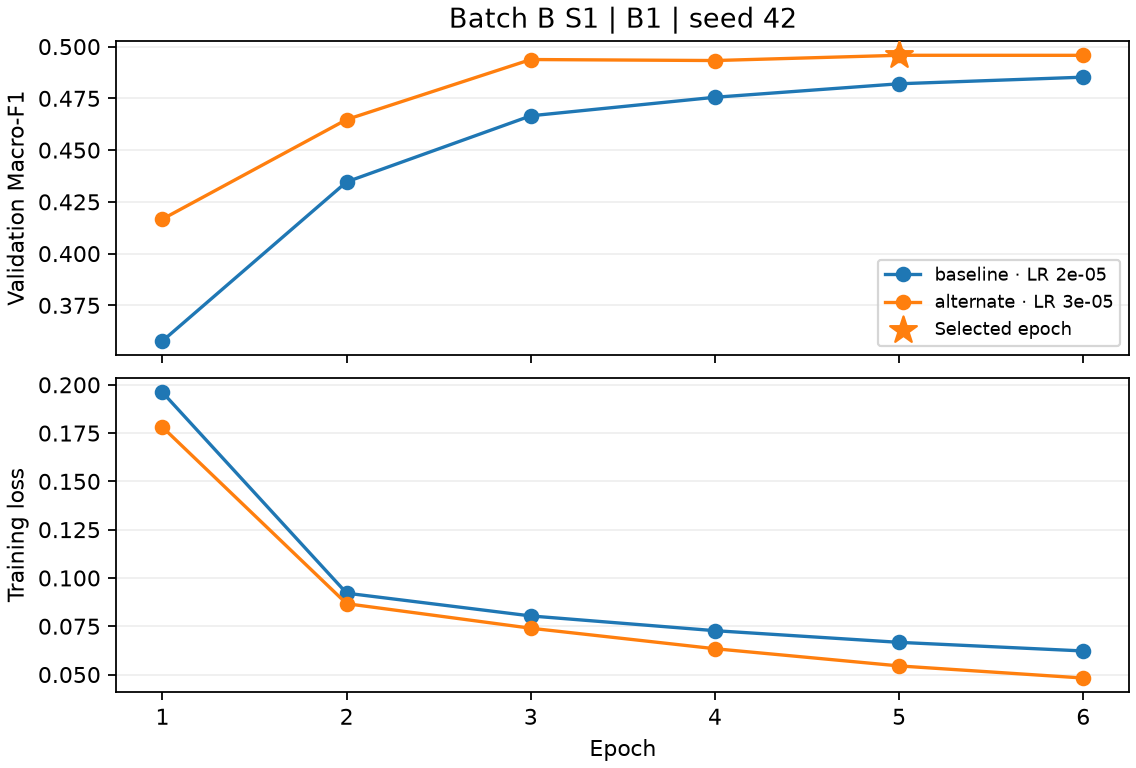 Batch B S1 | B1 | seed 42
Validation Macro-F1
0.500
0.475
0.450
0.425
0.400
0.375
baseline · LR 2e-05
alternate · LR 3e-05
Selected epoch
Training loss
0.200
0.175
0.150
0.125
0.100
0.075
0.050
1 2 3 4 5 6
Epoch